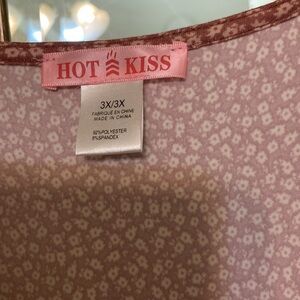 HOT KISS
3X/3X
FABRIQUÉ EN CHINE
MADE IN CHINA
92%POLYESTER
8%SPANDEX